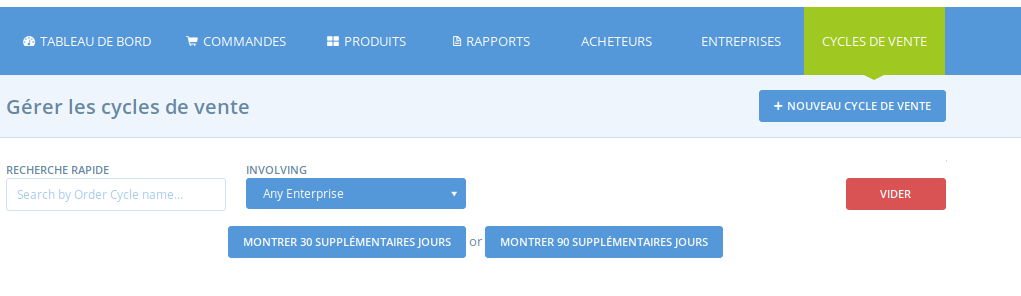 TABLEAU DE BORD COMMANDES PRODUITS RAPPORTS ACHETEURS ENTREPRISES CYCLES DE VENTE
Gérer les cycles de vente
+ NOUVEAU CYCLE DE VENTE
RECHERCHE RAPIDE INVOLVING
Search by Order Cycle name... Any Enterprise VIDER
MONTRER 30 SUPPLÉMENTAIRES JOURS or MONTRER 90 SUPPLÉMENTAIRES JOURS